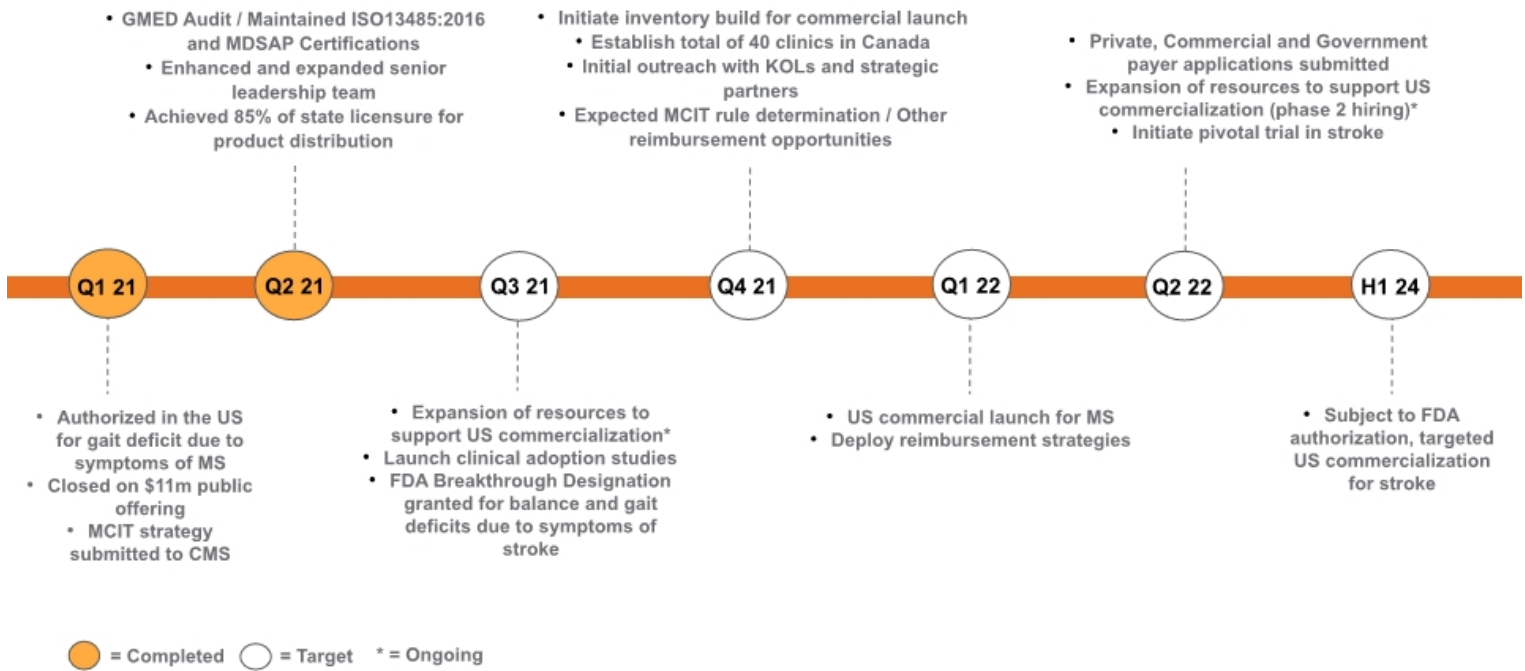 • GMED Audit / Maintained ISO13485:2016
and MDSAP Certifications
• Enhanced and expanded senior
leadership team
• Achieved 85% of state licensure for
product distribution
• Initiate inventory build for commercial launch
• Establish total of 40 clinics in Canada
• Initial outreach with KOLs and strategic
partners
• Expected MCIT rule determination / Other
reimbursement opportunities
• Private, Commercial and Government
payer applications submitted
• Expansion of resources to support US
commercialization (phase 2 hiring)*
• Initiate pivotal trial in stroke
Q1 21
Q2 21
Q3 21
Q4 21
Q1 22
Q2 22
H1 24
• Authorized in the US
for gait deficit due to
symptoms of MS
• Closed on $11m public
offering
• MCIT strategy
submitted to CMS
• Expansion of resources to
support US commercialization*
• Launch clinical adoption studies
• FDA Breakthrough Designation
granted for balance and gait
deficits due to symptoms of
stroke
• US commercial launch for MS
• Deploy reimbursement strategies
• Subject to FDA
authorization, targeted
US commercialization
for stroke
= Completed
= Target
* = Ongoing